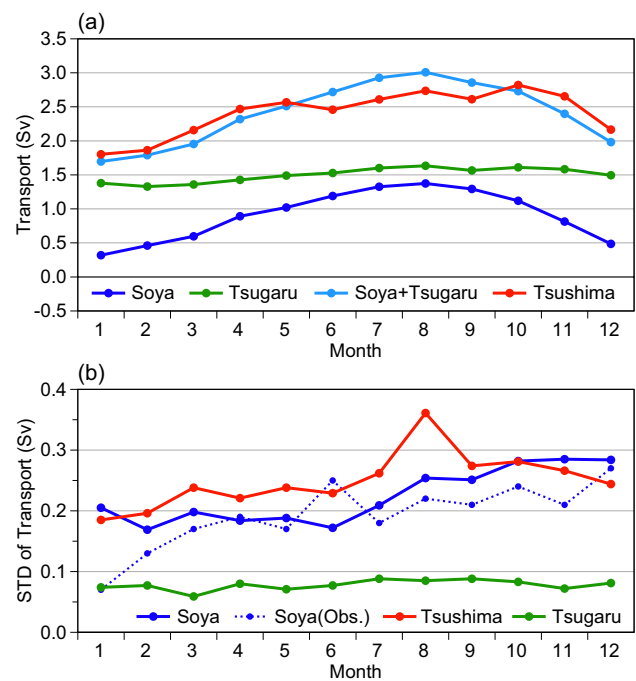 (a)
Transport (Sv)
3.5
3.0
2.5
2.0
1.5
1.0
0.5
0.0
-0.5
Soya Tsugaru Soya+Tsugaru Tsushima
1 2 3 4 5 6 7 8 9 10 11 12
Month
(b)
STD of Transport (Sv)
0.4
0.3
0.2
0.1
0.0
Soya Soya(Obs.) Tsushima Tsugaru
1 2 3 4 5 6 7 8 9 10 11 12
Month